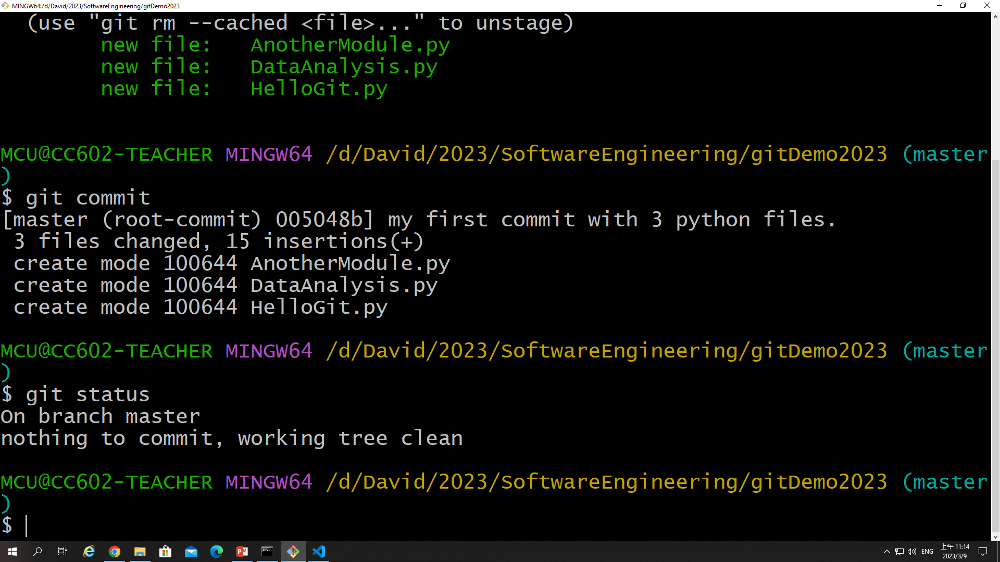 MINGW64:/d/David/2023/SoftwareEngineering/gitDemo2023
(use "git rm --cached <file>..." to unstage)
new file:   AnotherModule.py
new file:   DataAnalysis.py
new file:   HelloGit.py
MCU@CC602-TEACHER MINGW64 /d/David/2023/SoftwareEngineering/gitDemo2023 (master
)
$ git commit
[master (root-commit) 005048b] my first commit with 3 python files.
3 files changed, 15 insertions(+)
create mode 100644 AnotherModule.py
create mode 100644 DataAnalysis.py
create mode 100644 HelloGit.py
MCU@CC602-TEACHER MINGW64 /d/David/2023/SoftwareEngineering/gitDemo2023 (master
)
$ git status
On branch master
nothing to commit, working tree clean
MCU@CC602-TEACHER MINGW64 /d/David/2023/SoftwareEngineering/gitDemo2023 (master
)
$
ENG
上午 11:14
2023/3/9